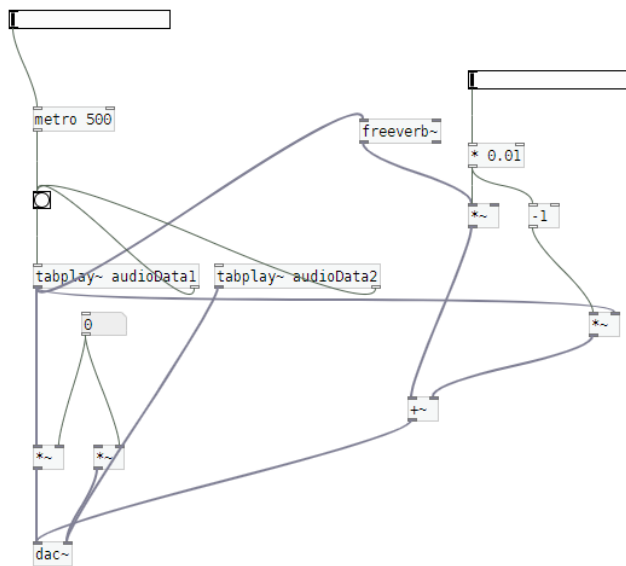 metro 500
freeverb~
* 0.01
*~
-1
tabplay~ audioData1
tabplay~ audioData2
0
*~
+~
*~
*~
dac~